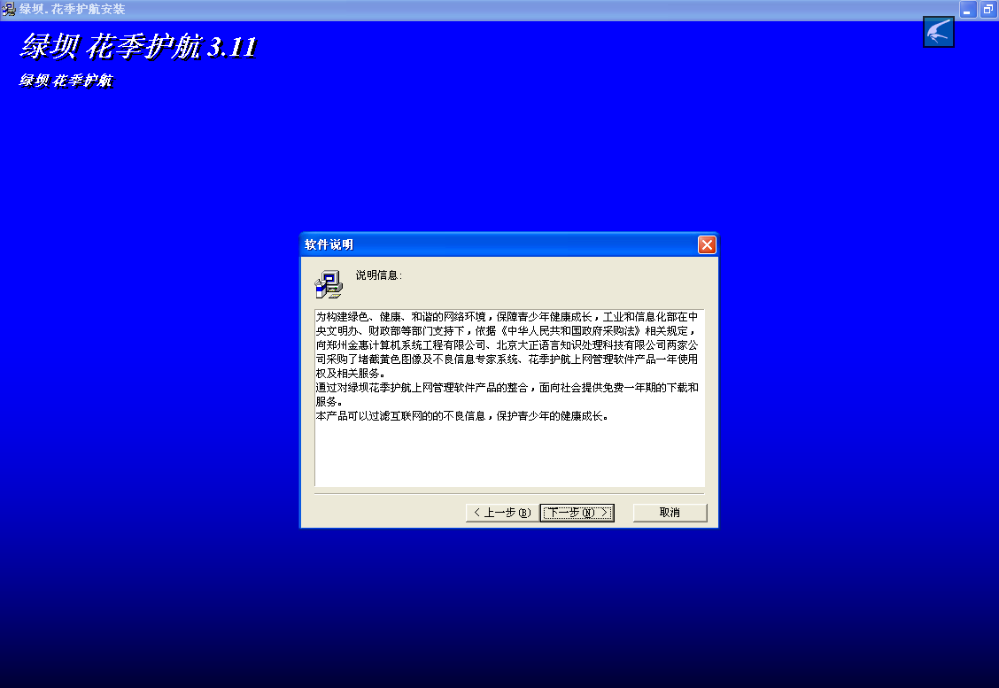 绿坝.花季护航安装
绿坝 花季护航 3.11
绿坝 花季护航
软件说明
说明信息:
为构建绿色、健康、和谐的网络环境，保障青少年健康成长，工业和信息化部在中
央文明办、财政部等部门支持下，依据《中华人民共和国政府采购法》相关规定，
向郑州金惠计算机系统工程有限公司、北京大正语言知识处理科技有限公司两家公
司采购了堵截黄色图像及不良信息专家系统、花季护航上网管理软件产品一年使用
权及相关服务。
通过对绿坝花季护航上网管理软件产品的整合，面向社会提供免费一年期的下载和
服务。
本产品可以过滤互联网的的不良信息，保护青少年的健康成长。
< 上一步(B)
下一步(N) >
取消